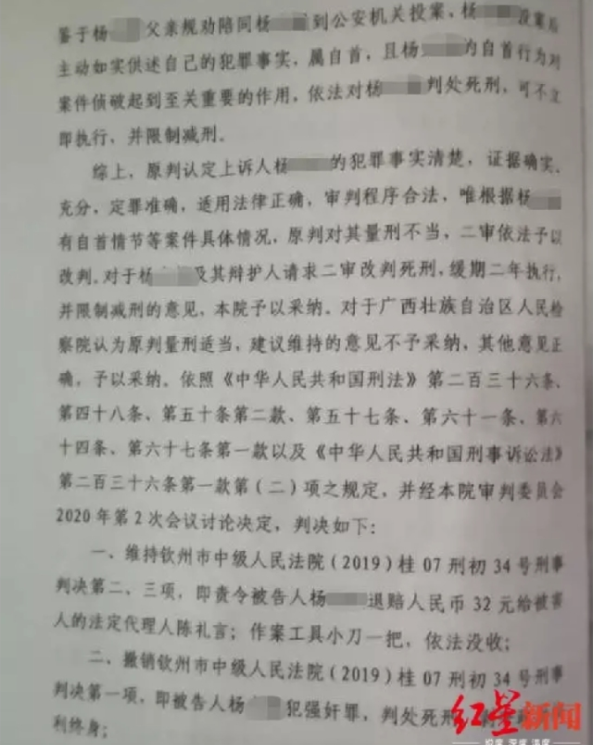 鉴于杨 父亲规劝陪同杨 到公安机关投案，杨 投案后
主动如实供述自己的犯罪事实，属自首，且杨 的自首行为对
案件侦破起到至关重要的作用，依法对杨 判处死刑，可不立
即执行，并限制减刑。
综上，原判认定上诉人杨 的犯罪事实清楚，证据确实、
充分，定罪准确，适用法律正确，审判程序合法，唯根据杨
有自首情节等案件具体情况，原判对其量刑不当，二审依法予以
改判。对于杨 及其辩护人请求二审改判死刑，缓期二年执行，
并限制减刑的意见，本院予以采纳。对于广西壮族自治区人民检
察院认为原判量刑适当，建议维持的意见不予采纳，其他意见正
确，予以采纳。依照《中华人民共和国刑法》第二百三十六条、
第四十八条、第五十条第二款、第五十七条、第六十一条、第六
十四条、第六十七条第一款以及《中华人民共和国刑事诉讼法》
第二百三十六条第一款第（二）项之规定，并经本院审判委员会
2020年第2次会议讨论决定，判决如下：
一、维持钦州市中级人民法院（2019）桂07刑初34号刑事
判决第二、三项，即责令被告人杨 退赔人民币32元给被害
人的法定代理人陈礼言；作案工具小刀一把，依法没收；
二、撤销钦州市中级人民法院（2019）桂07刑初34号刑事
判决第一项，即被告人杨 犯强奸罪，判处死刑
利终身；
红星新闻